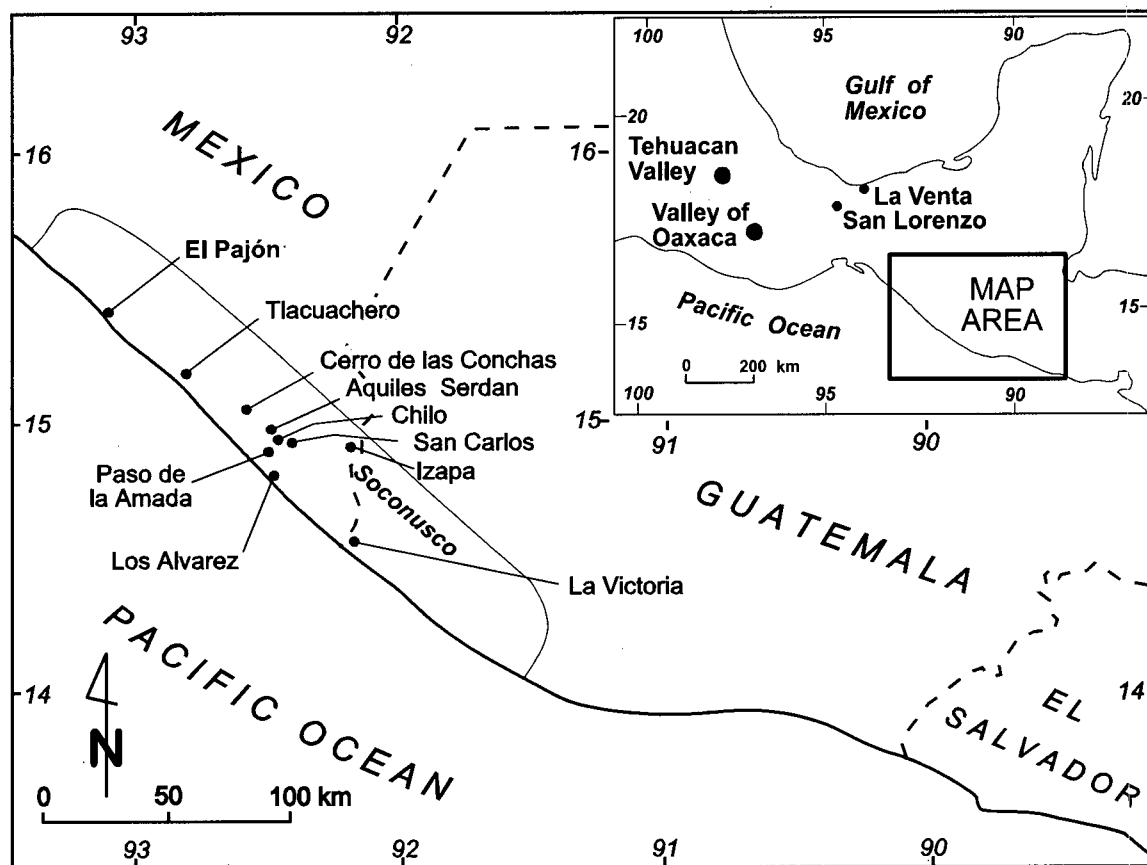 93
92
100
95
90
Gulf of
Mexico
20
20
MEXICO
16
16
Tehuacan
Valley
La Venta
San Lorenzo
Valley of
Oaxaca
El Pajón
MAP
AREA
Pacific Ocean
15
15
0 200 km
Tlacuachero
Cerro de las Conchas
Aquiles Serdan
Chilo
San Carlos
Izapa
100
95
90
15
15
91
90
Paso de
la Amada
Soconusco
GUATEMALA
Los Alvarez
La Victoria
PACIFIC OCEAN
14
14
EL
SALVADOR
N
0 50 100 km
93
92
91
90